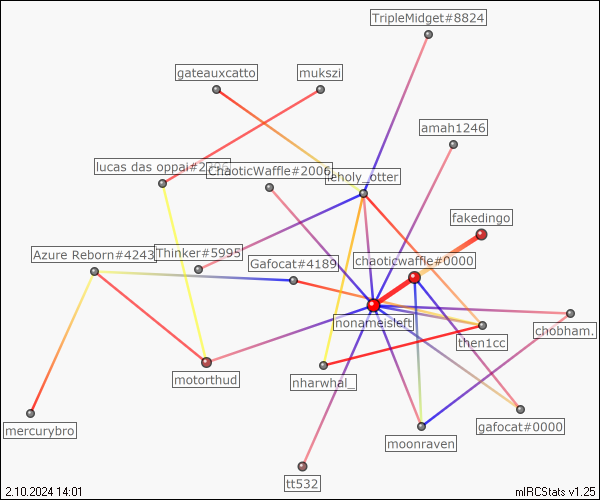 TripleMidget#8824
gateauxcatto
mukszi
amah1246
lucas das oppai#2
ChaoticWaffle#2006
leholy_otter
fakedingo
Azure Reborn#4243
Thinker#5995
Gafocat#4189
chaoticwaffle#0000
nonameisleft
chobham.
then1cc
motorthud
nharwhal_
gafocat#0000
mercurybro
moonraven
tt532
2.10.2024 14:01
mIRCStats v1.25